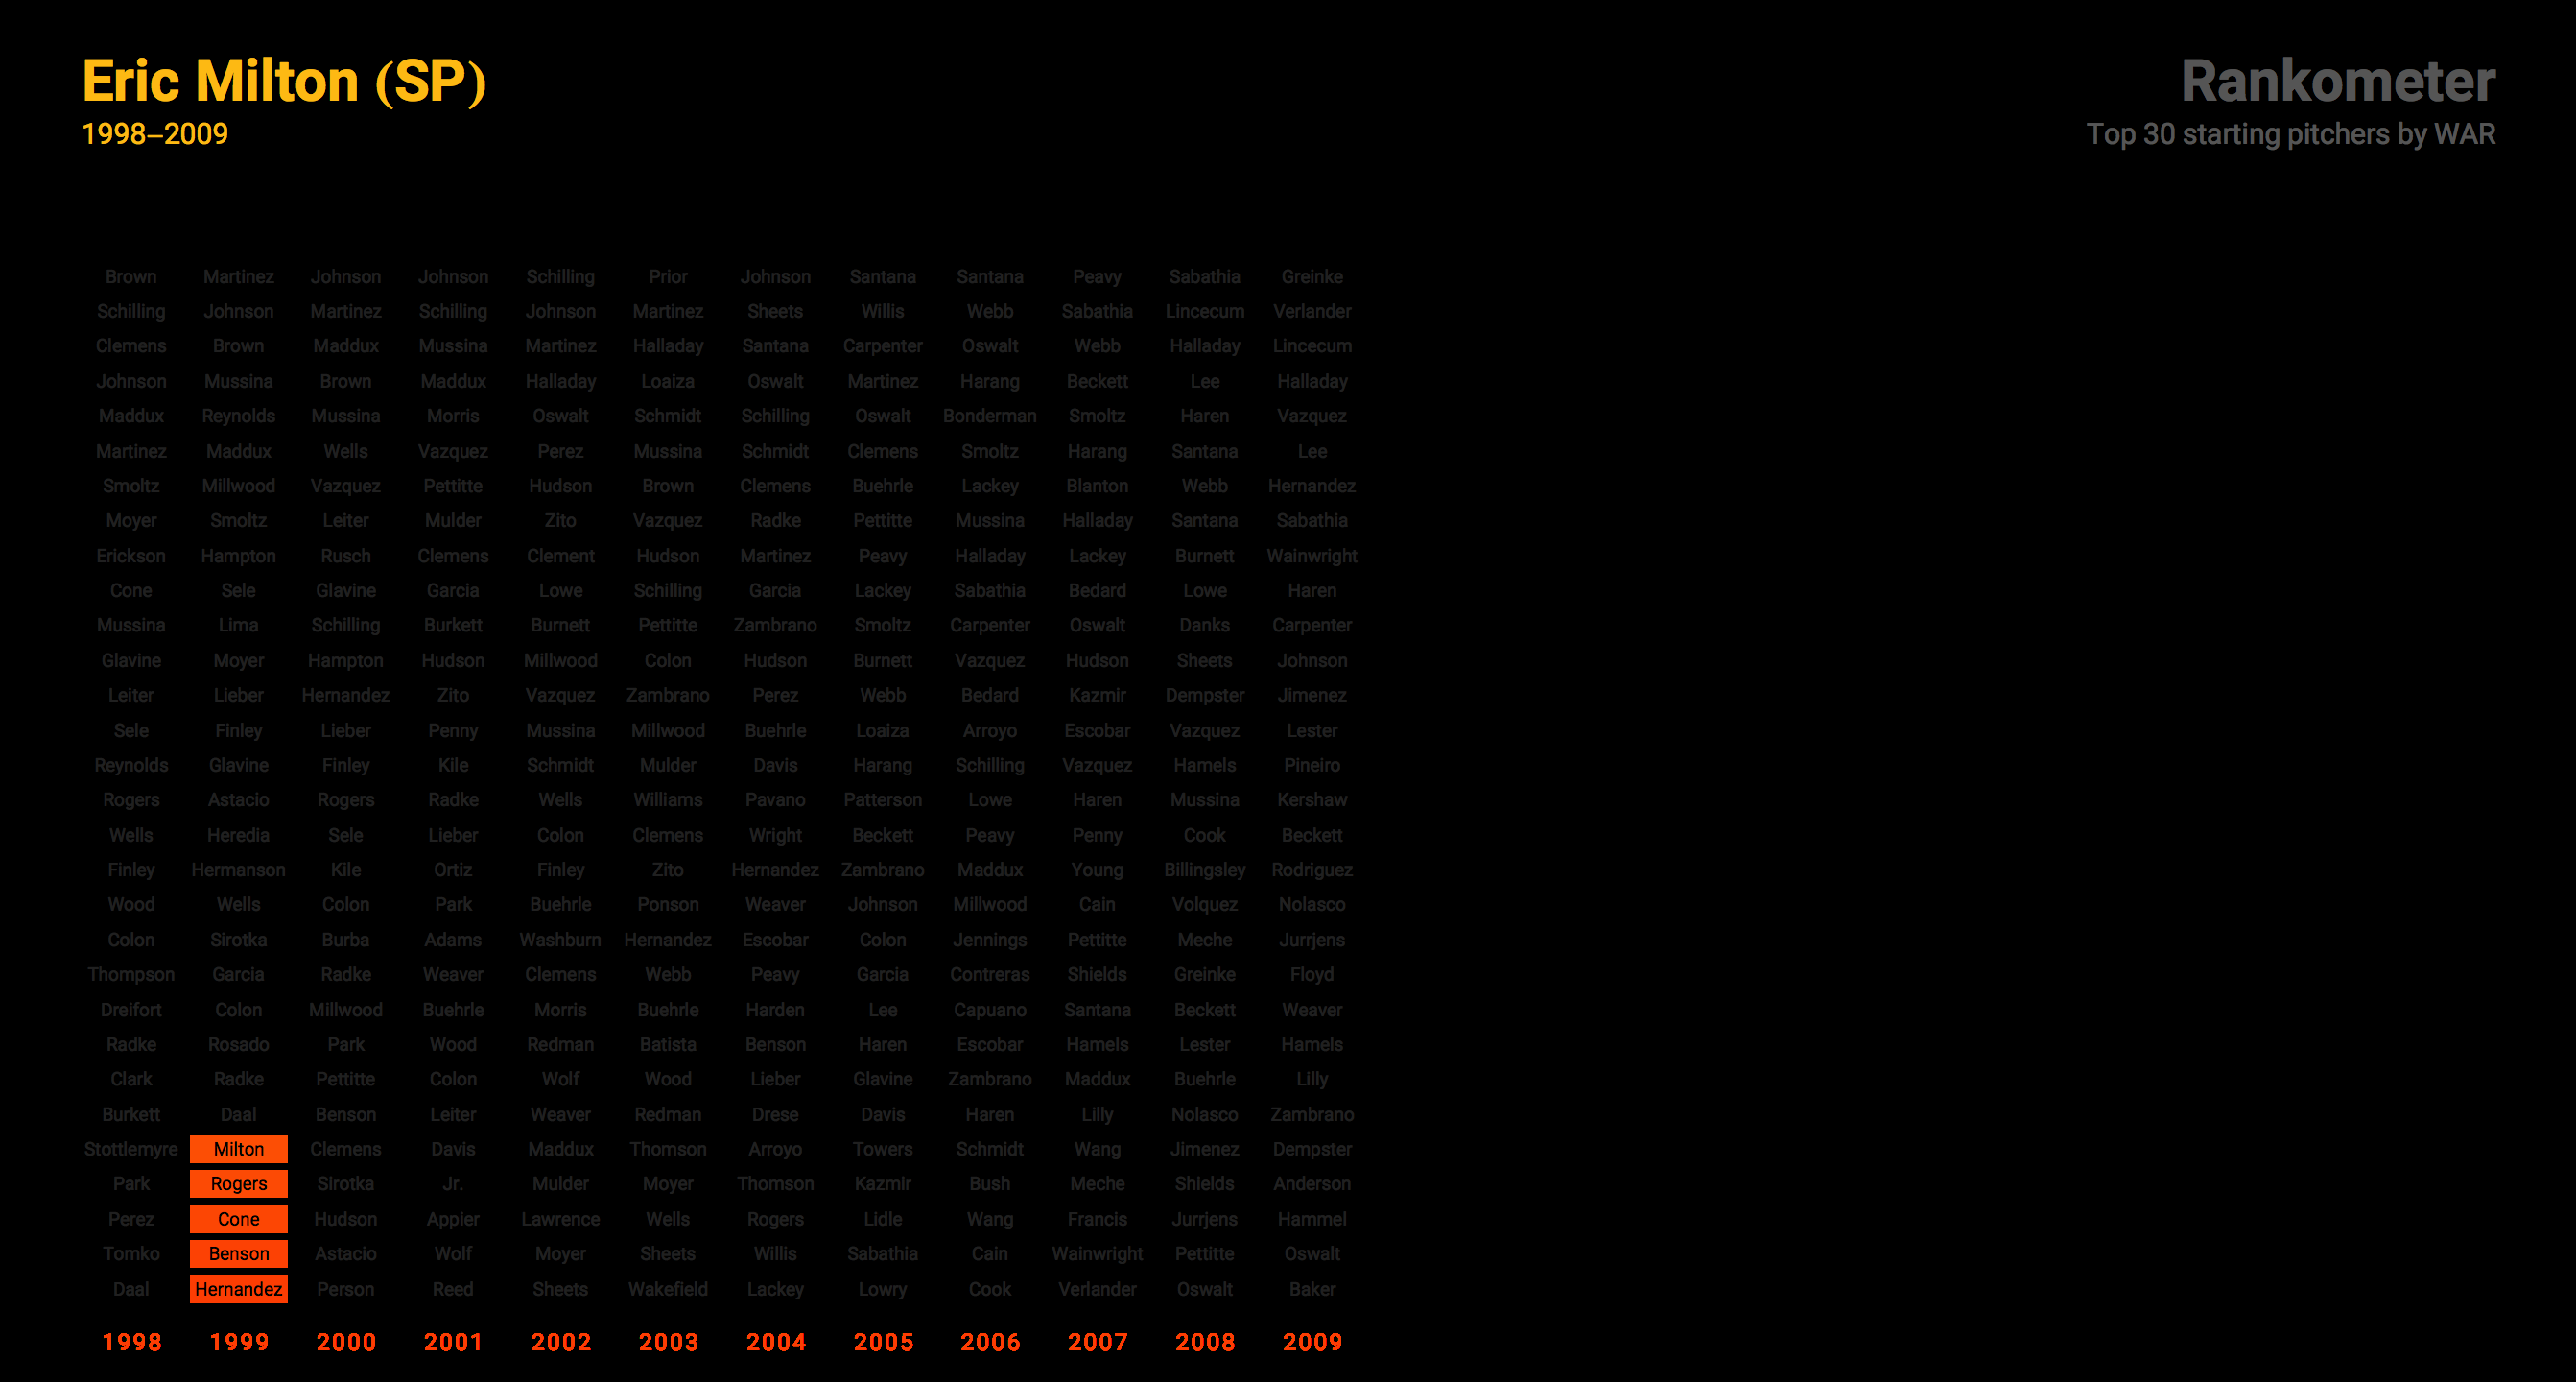 Eric Milton (SP)
1998–2009
Rankometer
Top 30 starting pitchers by WAR
Brown Martinez Johnson Johnson Schilling Prior Johnson Santana Santana Peavy Sabathia Greinke
Schilling Johnson Martinez Schilling Johnson Martinez Sheets Willis Webb Sabathia Lincecum Verlander
Clemens Brown Maddux Mussina Martinez Halladay Santana Carpenter Oswalt Webb Halladay Lincecum
Johnson Mussina Brown Maddux Halladay Loaiza Oswalt Martinez Harang Beckett Lee Halladay
Maddux Reynolds Mussina Morris Oswalt Schmidt Schilling Oswalt Bonderman Smoltz Haren Vazquez
Martinez Maddux Wells Vazquez Perez Mussina Schmidt Clemens Smoltz Harang Santana Lee
Smoltz Millwood Vazquez Pettitte Hudson Brown Clemens Buehrle Lackey Blanton Webb Hernandez
Moyer Smoltz Leiter Mulder Zito Vazquez Radke Pettitte Mussina Halladay Santana Sabathia
Erickson Hampton Rusch Clemens Clement Hudson Martinez Peavy Halladay Lackey Burnett Wainwright
Cone Sele Glavine Garcia Lowe Schilling Garcia Lackey Sabathia Bedard Lowe Haren
Mussina Lima Schilling Burkett Burnett Pettitte Zambrano Smoltz Carpenter Oswalt Danks Carpenter
Glavine Moyer Hampton Hudson Millwood Colon Hudson Burnett Vazquez Hudson Sheets Johnson
Leiter Lieber Hernandez Zito Vazquez Zambrano Perez Webb Bedard Kazmir Dempster Jimenez
Sele Finley Lieber Penny Mussina Millwood Buehrle Loaiza Arroyo Escobar Vazquez Lester
Reynolds Glavine Finley Kile Schmidt Mulder Davis Harang Schilling Vazquez Hamels Pineiro
Rogers Astacio Rogers Radke Wells Williams Pavano Patterson Lowe Haren Mussina Kershaw
Wells Heredia Sele Lieber Colon Clemens Wright Beckett Peavy Penny Cook Beckett
Finley Hermanson Kile Ortiz Finley Zito Hernandez Zambrano Maddux Young Billingsley Rodriguez
Wood Wells Colon Park Buehrle Ponson Weaver Johnson Millwood Cain Volquez Nolasco
Colon Sirotka Burba Adams Washburn Hernandez Escobar Colon Jennings Pettitte Meche Jurrjens
Thompson Garcia Radke Weaver Clemens Webb Peavy Garcia Contreras Shields Greinke Floyd
Dreifort Colon Millwood Buehrle Morris Buehrle Harden Lee Capuano Santana Beckett Weaver
Radke Rosado Park Wood Redman Batista Benson Haren Escobar Hamels Lester Hamels
Clark Radke Pettitte Colon Wolf Wood Lieber Glavine Zambrano Maddux Buehrle Lilly
Burkett Daal Benson Leiter Weaver Redman Drese Davis Haren Lilly Nolasco Zambrano
Stottlemyre Milton Clemens Davis Maddux Thomson Arroyo Towers Schmidt Wang Jimenez Dempster
Park Rogers Sirotka Jr. Mulder Moyer Thomson Kazmir Bush Meche Shields Anderson
Perez Cone Hudson Appier Lawrence Wells Rogers Lidle Wang Francis Jurrjens Hammel
Tomko Benson Astacio Wolf Moyer Sheets Willis Sabathia Cain Wainwright Pettitte Oswalt
Daal Hernandez Person Reed Sheets Wakefield Lackey Lowry Cook Verlander Oswalt Baker
1998 1999 2000 2001 2002 2003 2004 2005 2006 2007 2008 2009